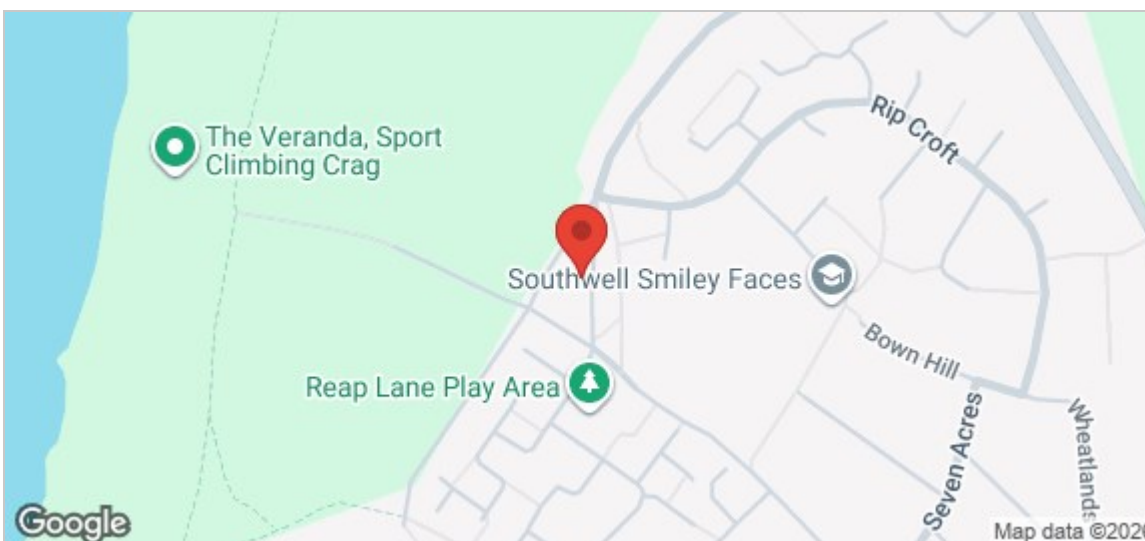 The Veranda, Sport
Climbing Crag
Rip Croft
Southwell Smiley Faces
Bown Hill
Reap Lane Play Area
Seven Acres
Wheatlands
Google
Map data ©2026